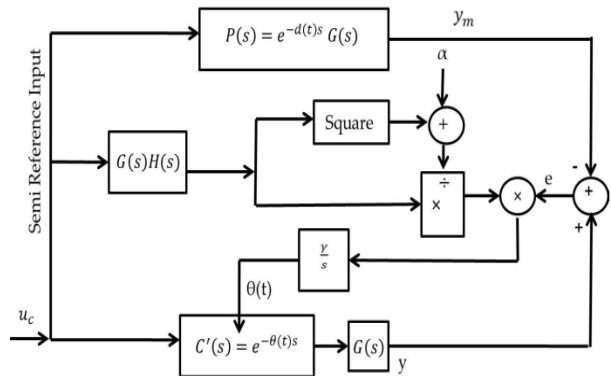 P(s) = e^{-d(t)s} G(s)
y_m
α
Semi Reference Input
Square
+
G(s)H(s)
÷
×
×
e
-
+
+
γ/s
θ(t)
u_c
C'(s) = e^{-θ(t)s}
G(s)
y